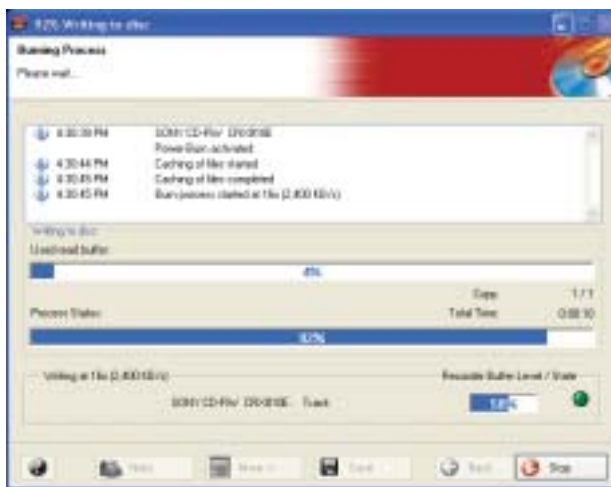 92% Writing to disc
Burning Process
Please wait...
4:30:39 PM SONY CD-RW
Power-Burn activated
4:30:44 PM Caching of files started
4:30:45 PM Caching of files completed
4:30:45 PM Burn process started at 16x (2,400 KB/s)
Writing to disc
Used read buffer:
4%
Copy: 1 / 1
Process Status: Total Time: 0:00:10
92%
Writing at 16x (2,400 KB/s) Recorder Buffer Level / State
SONY CD-RW Track
Back Stop